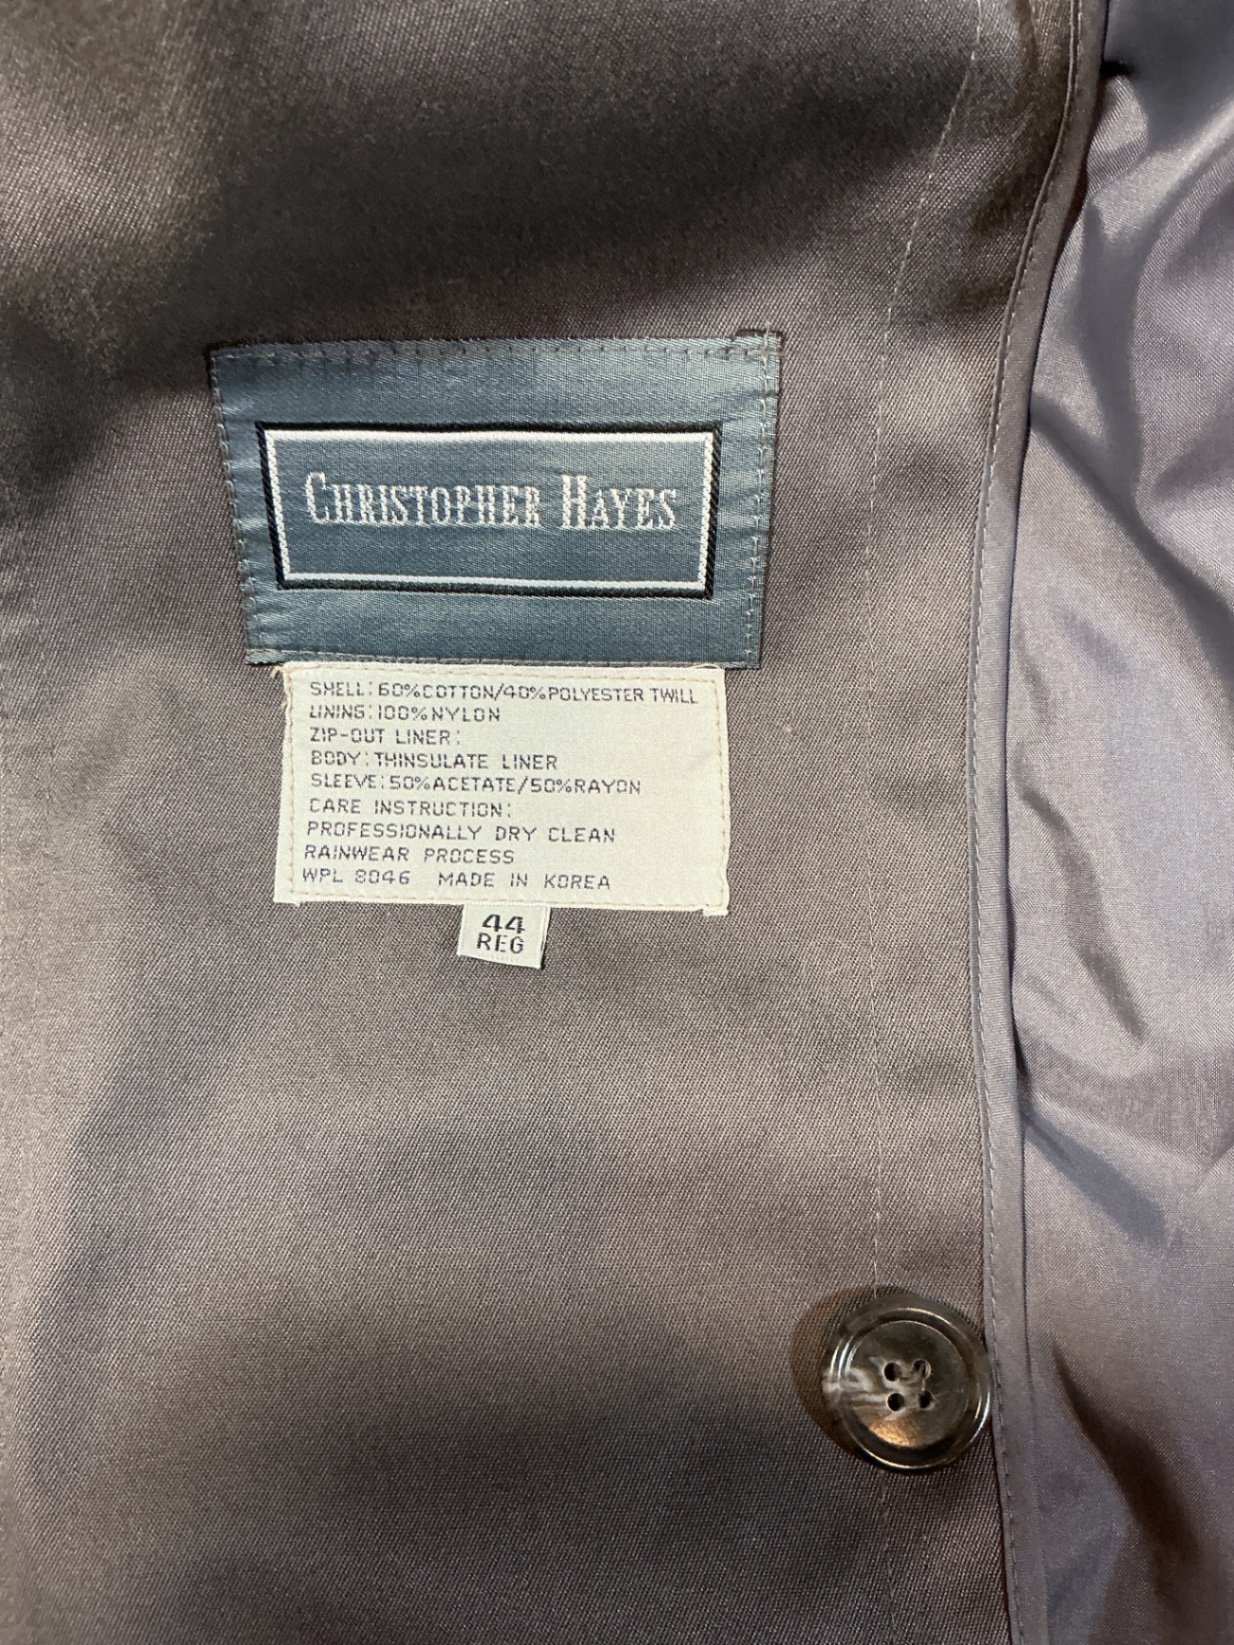 CHRISTOPHER HAYES
SHELL: 60%COTTON/40%POLYESTER TWILL
LINING: 100%NYLON
ZIP-OUT LINER:
BODY: THINSULATE LINER
SLEEVE: 50%ACETATE/50%RAYON
CARE INSTRUCTION:
PROFESSIONALLY DRY CLEAN
RAINWEAR PROCESS
WPL 8046 MADE IN KOREA
44
REG